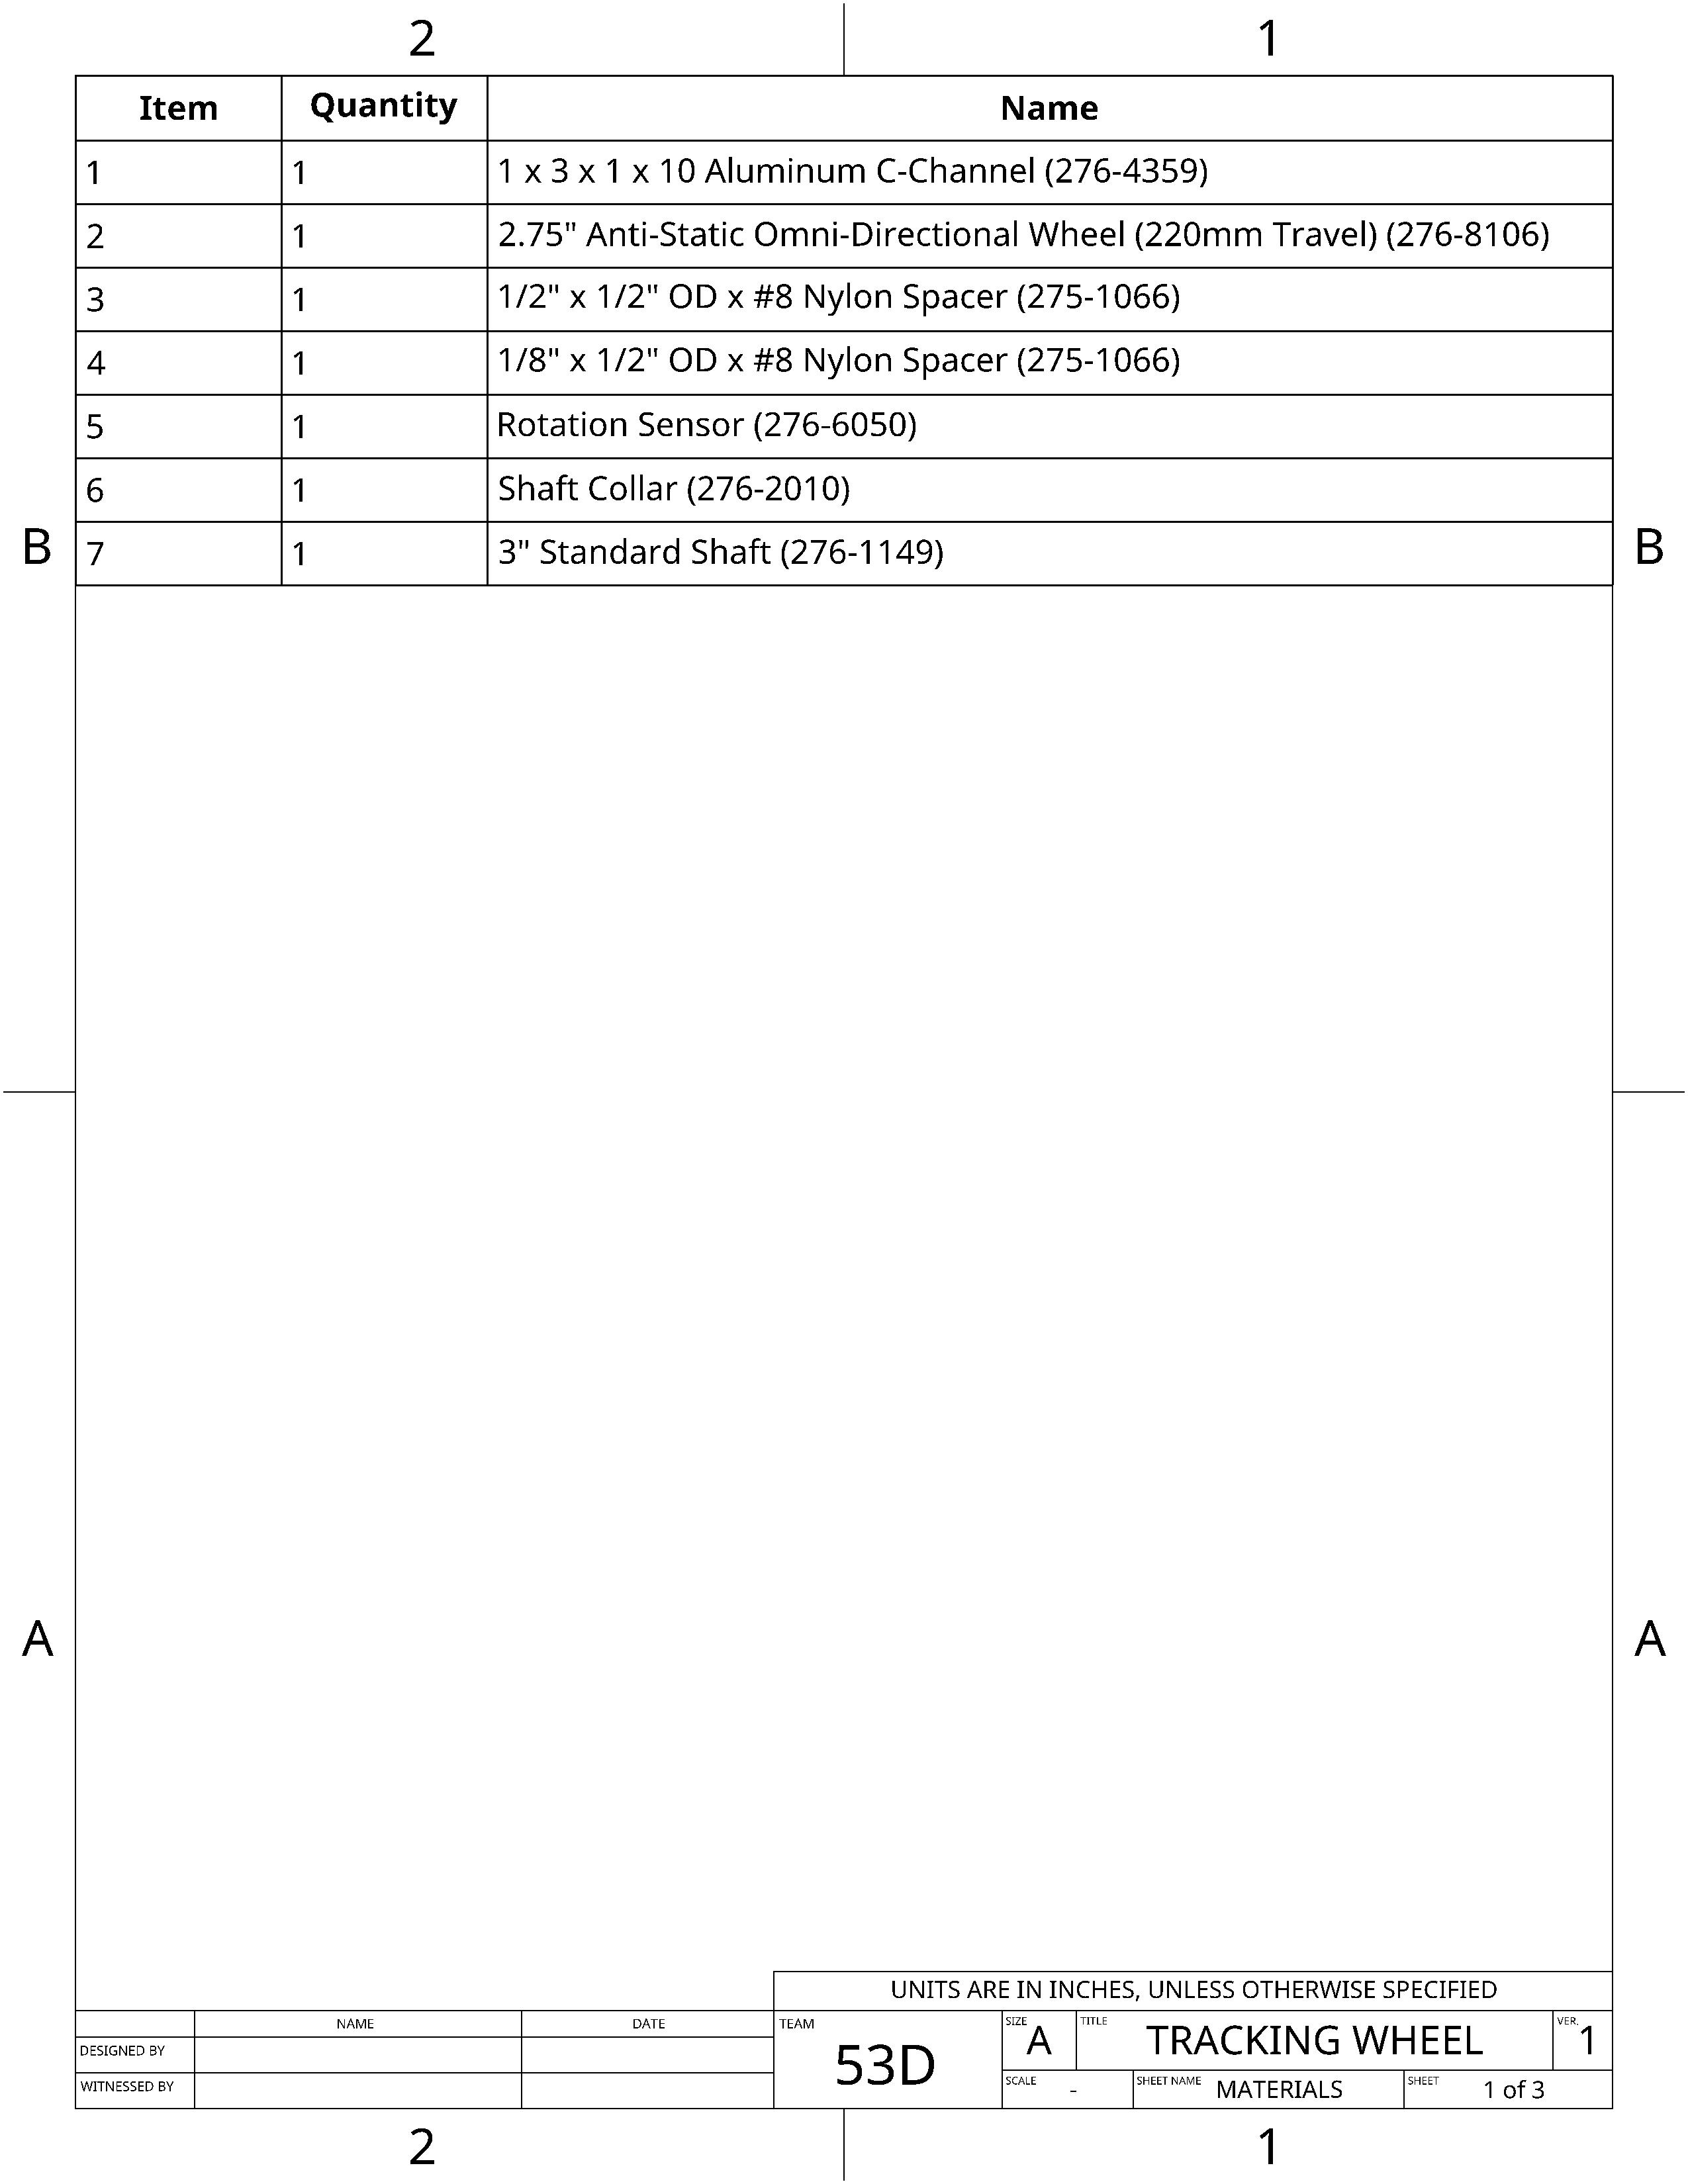 2 1
Item Quantity Name
1 1 1 x 3 x 1 x 10 Aluminum C-Channel (276-4359)
2 1 2.75" Anti-Static Omni-Directional Wheel (220mm Travel) (276-8106)
3 1 1/2" x 1/2" OD x #8 Nylon Spacer (275-1066)
4 1 1/8" x 1/2" OD x #8 Nylon Spacer (275-1066)
5 1 Rotation Sensor (276-6050)
6 1 Shaft Collar (276-2010)
B 7 1 3" Standard Shaft (276-1149) B
A A
UNITS ARE IN INCHES, UNLESS OTHERWISE SPECIFIED
NAME DATE TEAM 53D SIZE A TITLE TRACKING WHEEL VER. 1
DESIGNED BY
WITNESSED BY SCALE - SHEET NAME MATERIALS SHEET 1 of 3
2 1